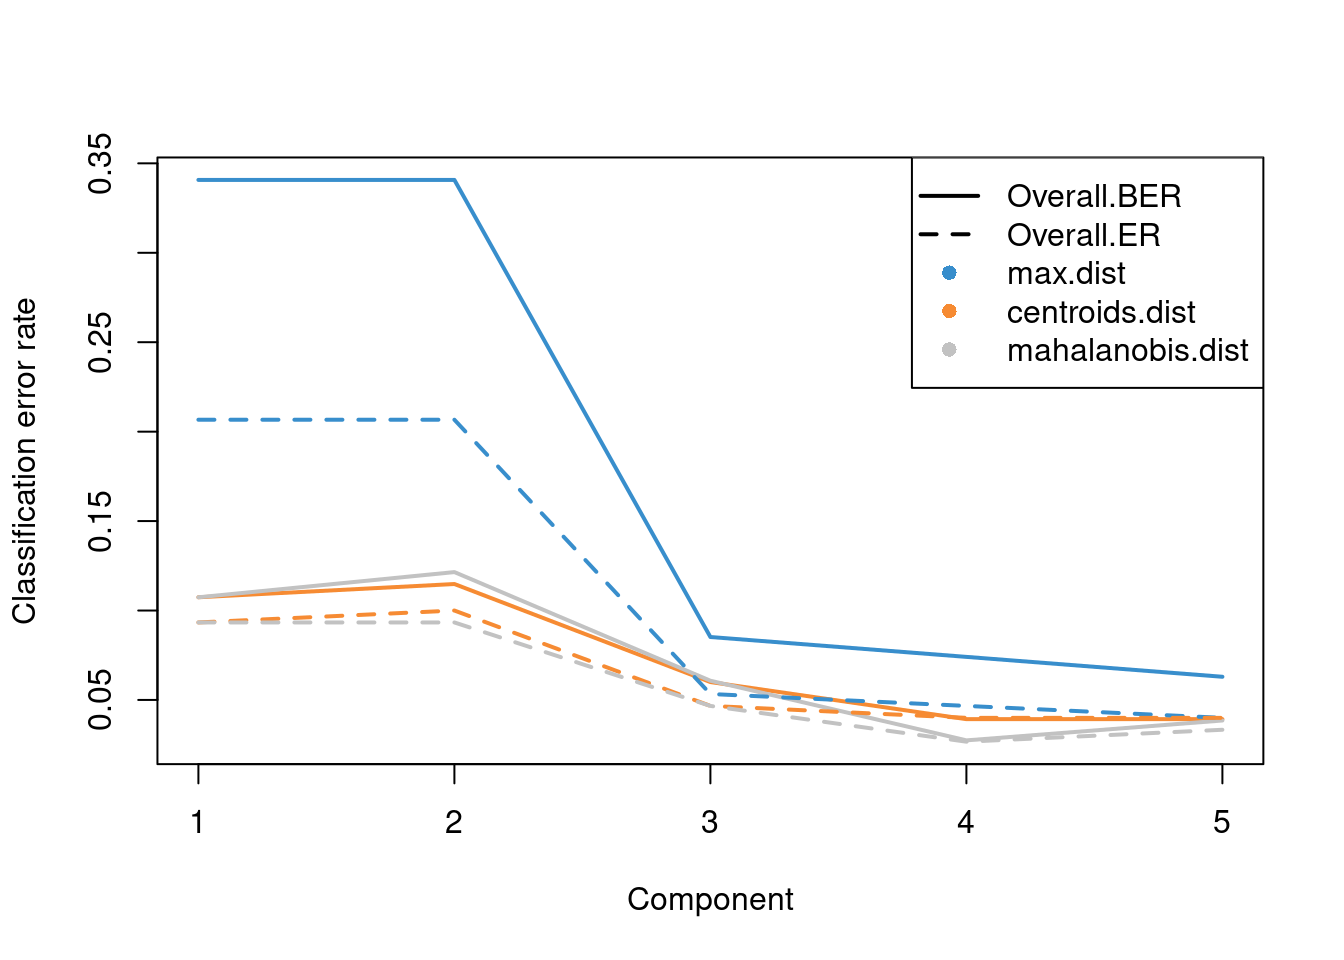 Classification error rate
0.35
0.25
0.15
0.05
Overall.BER
Overall.ER
max.dist
centroids.dist
mahalanobis.dist
1 2 3 4 5
Component